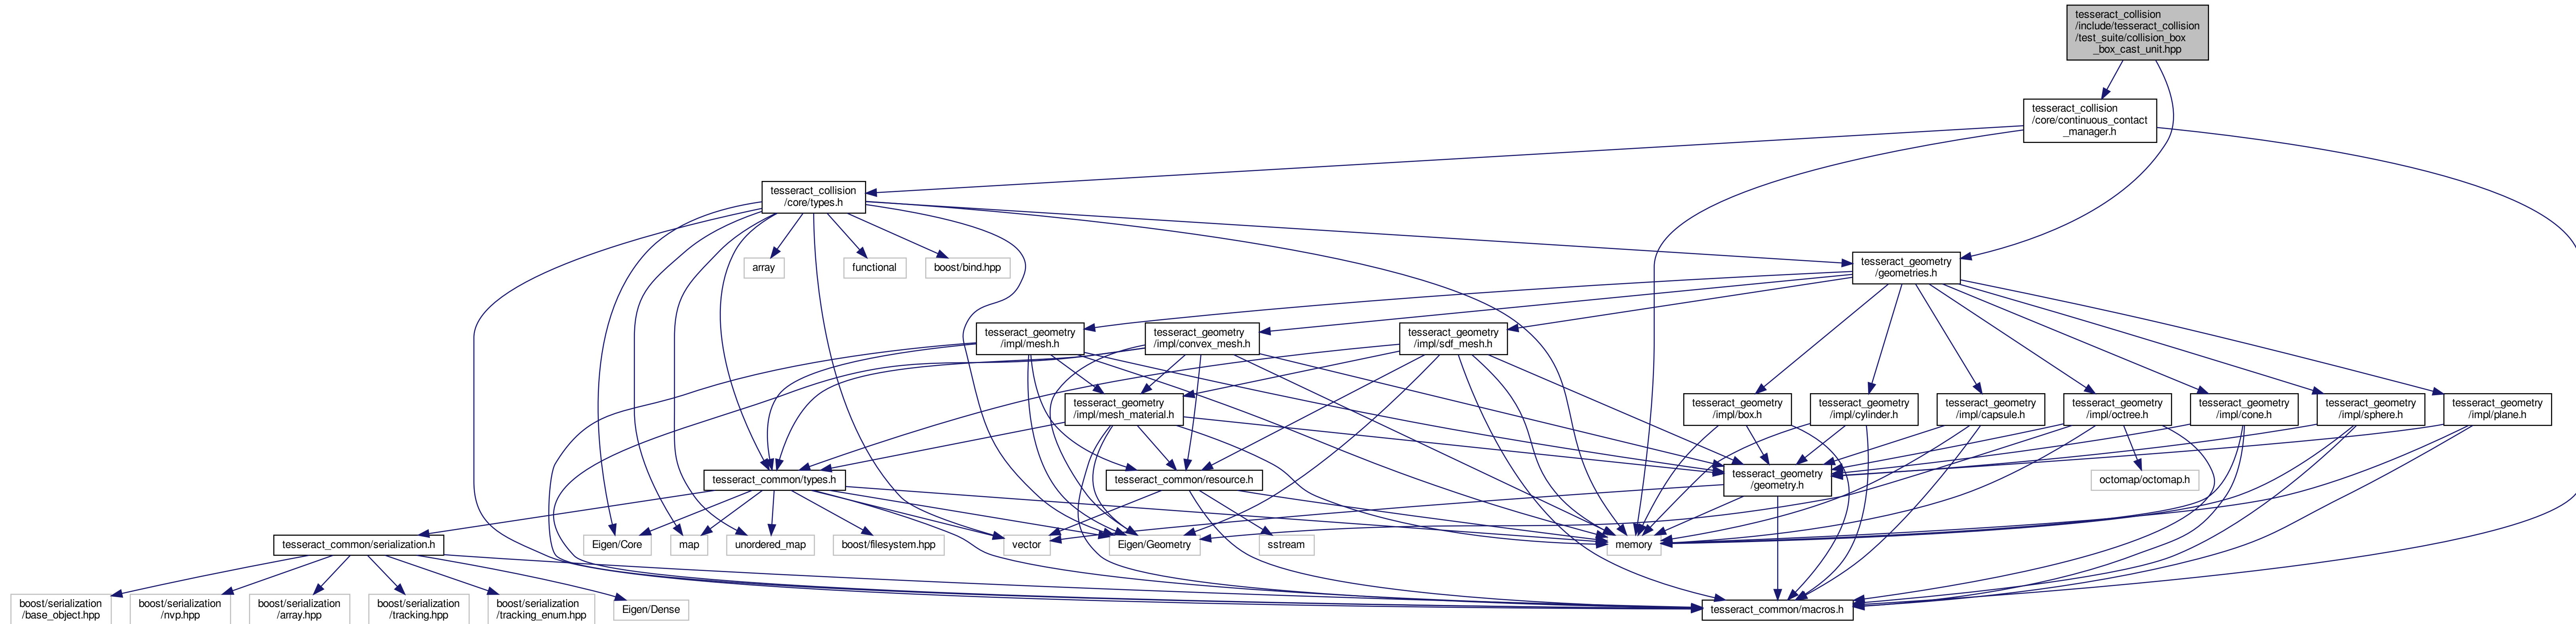 tesseract_collision
/include/tesseract_collision
/test_suite/collision_box
_box_cast_unit.hpp
tesseract_collision
/core/continuous_contact
_manager.h
tesseract_collision
/core/types.h
array
functional
boost/bind.hpp
tesseract_geometry
/geometries.h
tesseract_geometry
/impl/mesh.h
tesseract_geometry
/impl/convex_mesh.h
tesseract_geometry
/impl/sdf_mesh.h
tesseract_geometry
/impl/mesh_material.h
tesseract_geometry
/impl/box.h
tesseract_geometry
/impl/cylinder.h
tesseract_geometry
/impl/capsule.h
tesseract_geometry
/impl/octree.h
tesseract_geometry
/impl/cone.h
tesseract_geometry
/impl/sphere.h
tesseract_geometry
/impl/plane.h
tesseract_common/types.h
tesseract_common/resource.h
tesseract_geometry
/geometry.h
octomap/octomap.h
tesseract_common/serialization.h
Eigen/Core
map
unordered_map
boost/filesystem.hpp
vector
Eigen/Geometry
sstream
memory
boost/serialization
/base_object.hpp
boost/serialization
/nvp.hpp
boost/serialization
/array.hpp
boost/serialization
/tracking.hpp
boost/serialization
/tracking_enum.hpp
Eigen/Dense
tesseract_common/macros.h